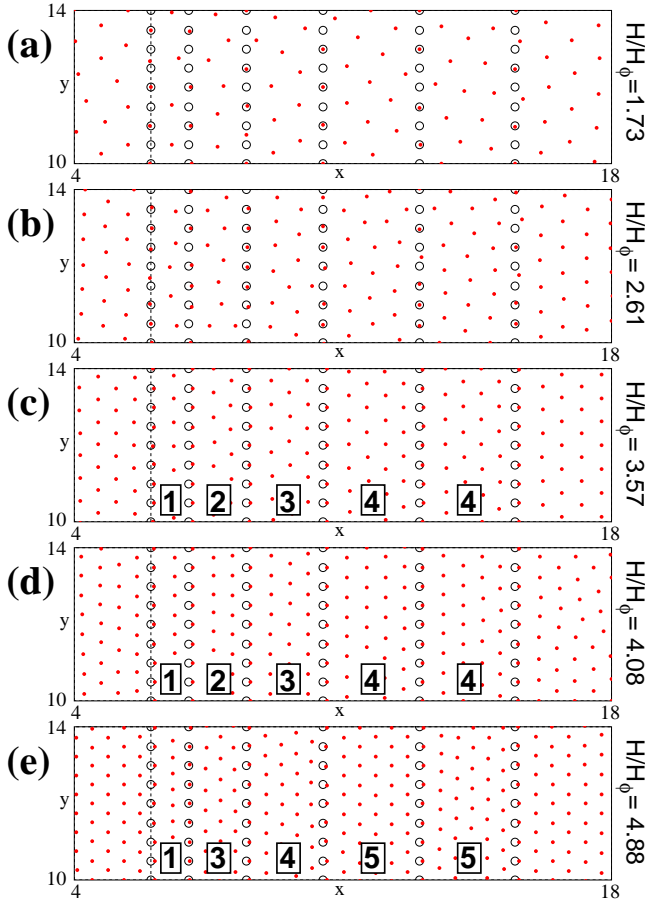 (a)
14
y
10
4
x
18
H/Hϕ=1.73
(b)
14
y
10
4
x
18
H/Hϕ= 2.61
(c)
14
y
10
1 2 3 4 4
4
x
18
H/Hϕ= 3.57
(d)
14
y
10
1 2 3 4 4
4
x
18
H/Hϕ= 4.08
(e)
14
y
10
1 3 4 5 5
4
x
18
H/Hϕ= 4.88